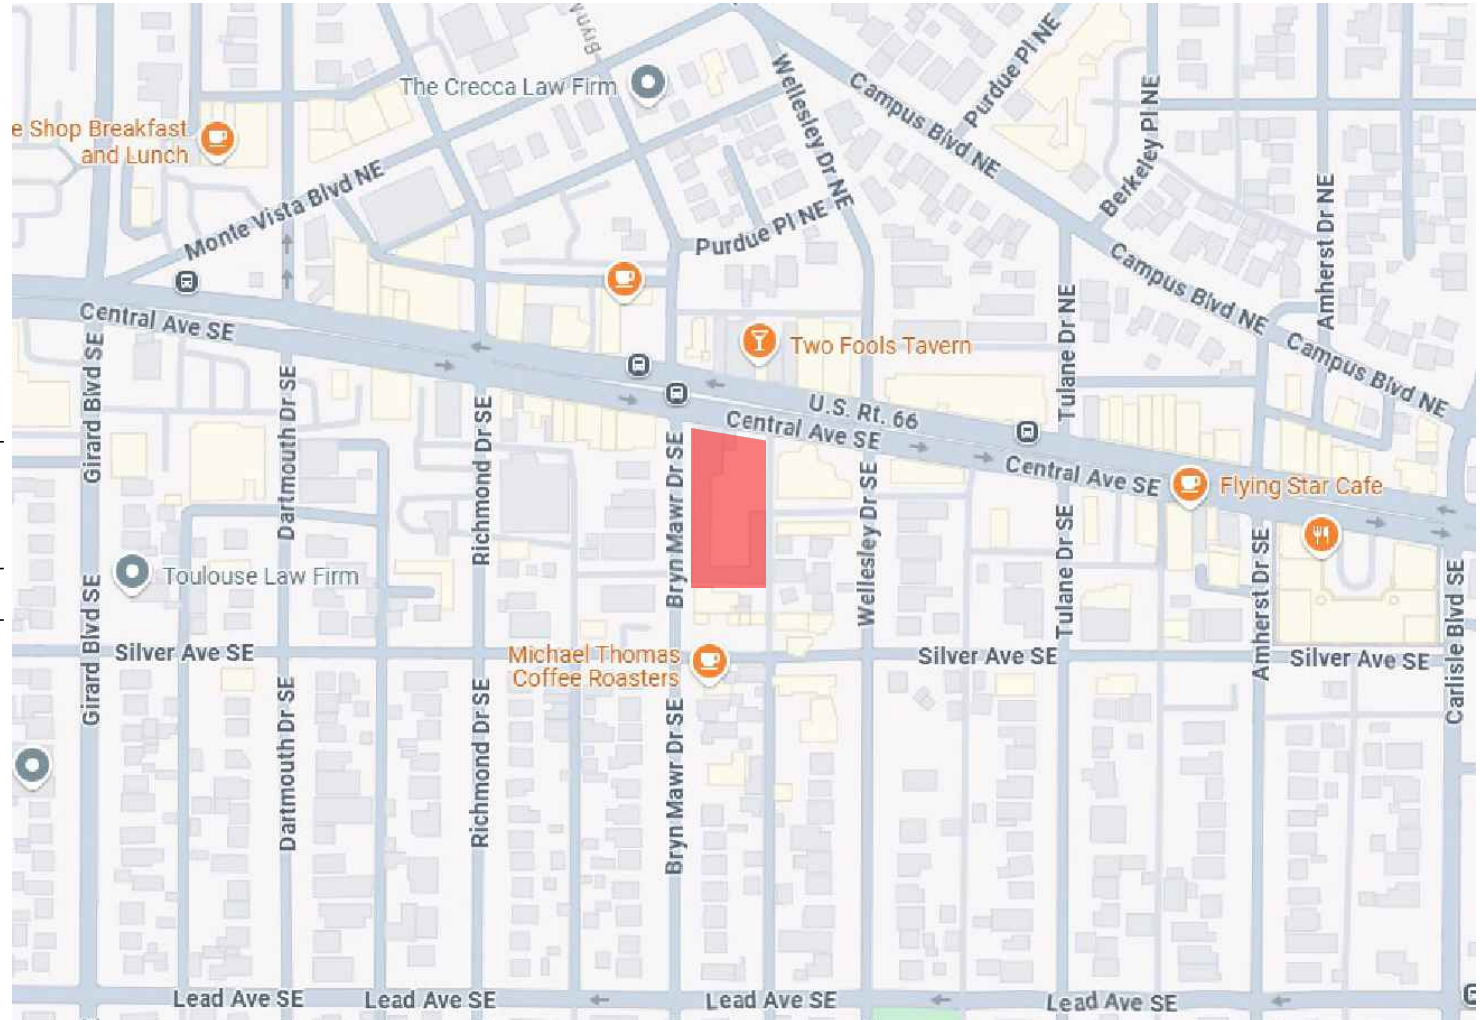 Bryn M
The Crecca Law Firm
Wellesley Dr NE
Campus Blvd NE
Purdue Pl NE
e Shop Breakfast
and Lunch
Berkeley Pl NE
Monte Vista Blvd NE
Purdue Pl NE
Amherst Dr NE
Campus Blvd NE
Central Ave SE
Two Fools Tavern
Tulane Dr NE
Campus Blvd NE
Girard Blvd SE
Dartmouth Dr SE
Richmond Dr SE
U.S. Rt. 66
Central Ave SE
Bryn Mawr Dr SE
Wellesley Dr SE
Central Ave SE
Flying Star Cafe
Tulane Dr SE
Amherst Dr SE
Toulouse Law Firm
Girard Blvd SE
Carlisle Blvd SE
Silver Ave SE
Michael Thomas
Coffee Roasters
Silver Ave SE
Silver Ave SE
Dartmouth Dr SE
Richmond Dr SE
Bryn Mawr Dr SE
Lead Ave SE
Lead Ave SE
Lead Ave SE
Lead Ave SE